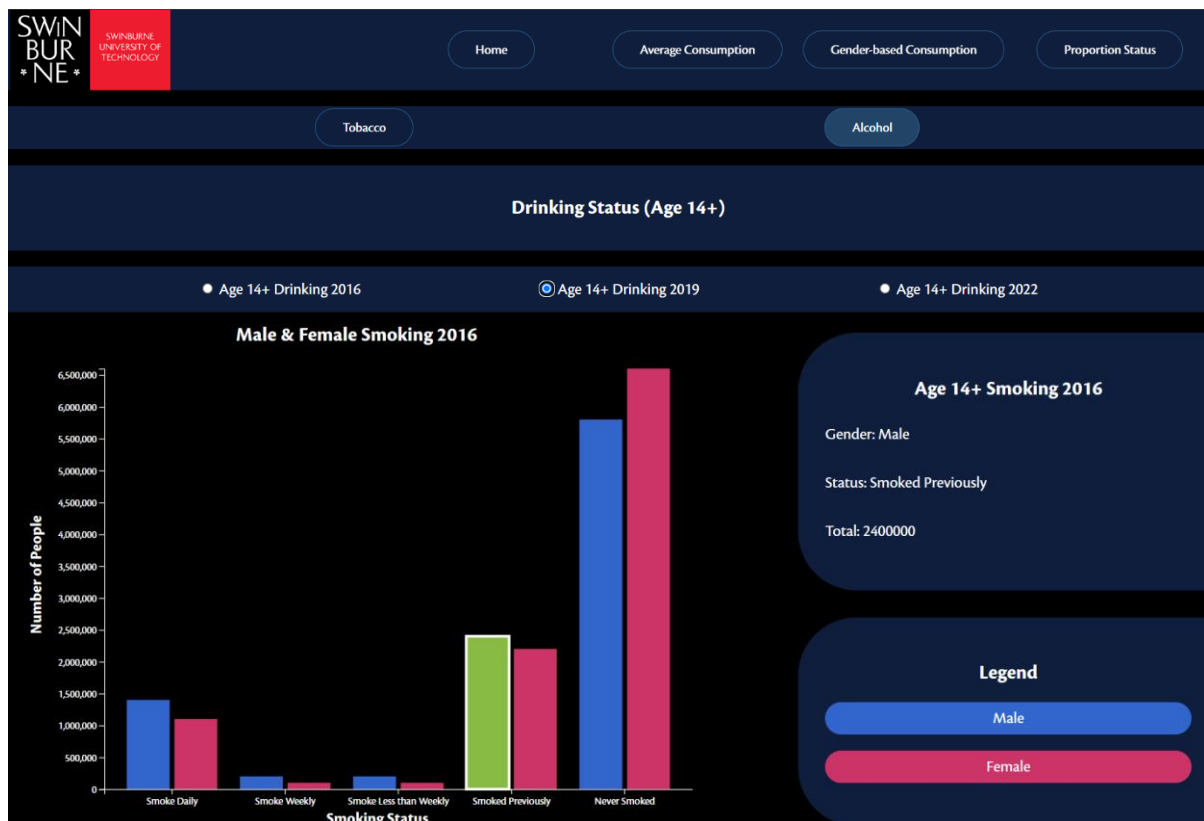 SWIN
BUR
* NE *
SWINBURNE
UNIVERSITY OF
TECHNOLOGY
Home
Average Consumption
Gender-based Consumption
Proportion Status
Tobacco
Alcohol
Drinking Status (Age 14+)
Age 14+ Drinking 2016
Age 14+ Drinking 2019
Age 14+ Drinking 2022
Male & Female Smoking 2016
6,500,000
6,000,000
5,500,000
5,000,000
4,500,000
4,000,000
3,500,000
3,000,000
2,500,000
2,000,000
1,500,000
1,000,000
500,000
0
Number of People
Smoke Daily
Smoke Weekly
Smoke Less than Weekly
Smoked Previously
Never Smoked
Smoking Status
Age 14+ Smoking 2016
Gender: Male
Status: Smoked Previously
Total: 2400000
Legend
Male
Female